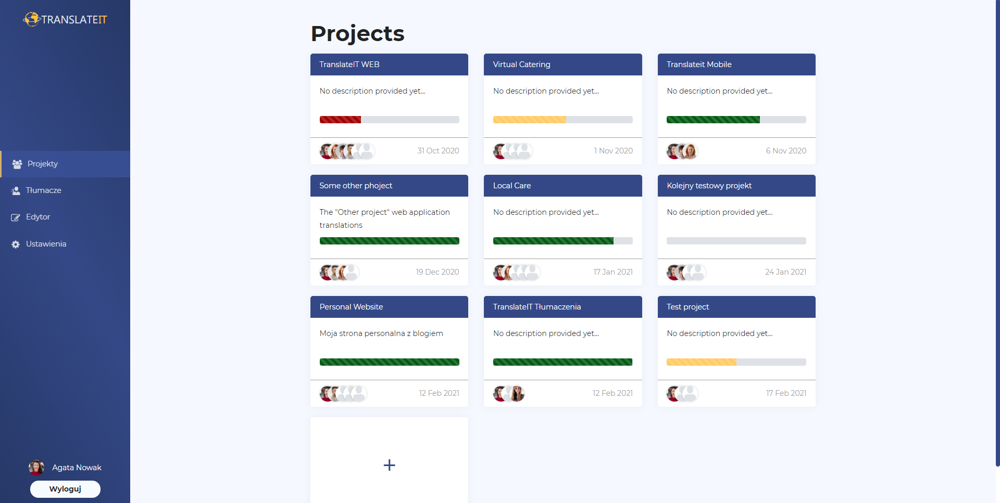 TRANSLATEIT
Projekty
Tłumacze
Edytor
Ustawienia
Agata Nowak
Wyloguj
Projects
TranslateIT WEB
No description provided yet...
31 Oct 2020
Virtual Catering
No description provided yet...
1 Nov 2020
Translateit Mobile
No description provided yet...
6 Nov 2020
Some other phoject
The "Other project" web application
translations
19 Dec 2020
Local Care
No description provided yet...
17 Jan 2021
Kolejny testowy projekt
No description provided yet...
24 Jan 2021
Personal Website
Moja strona personalna z blogiem
12 Feb 2021
TranslateIT Tłumaczenia
No description provided yet...
12 Feb 2021
Test project
No description provided yet...
17 Feb 2021
+